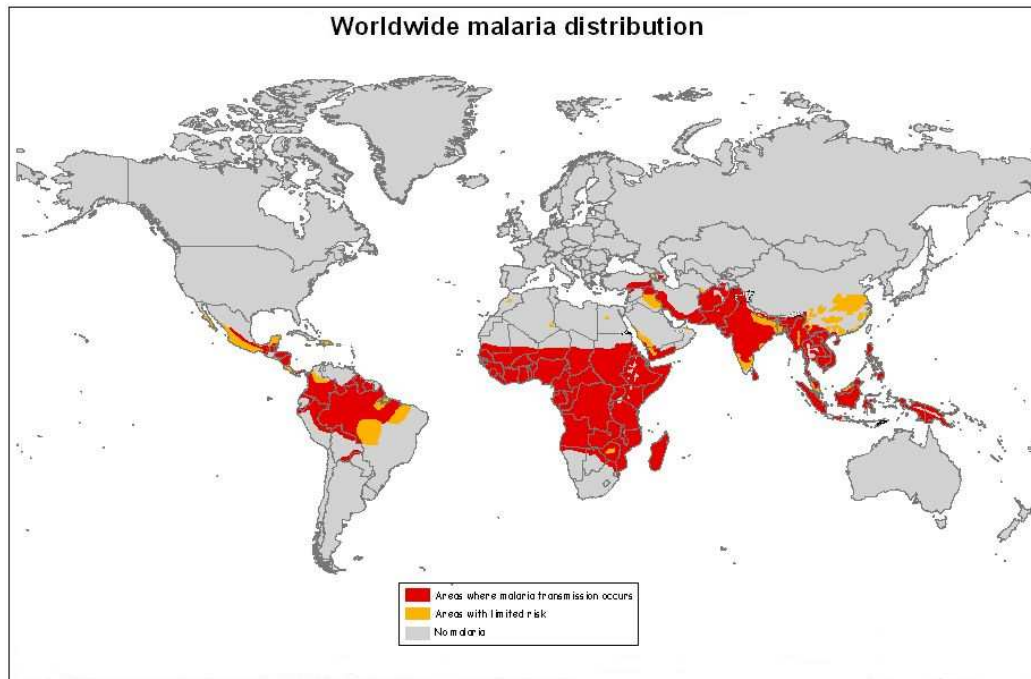 Worldwide malaria distribution
Areas where malaria transmission occurs
Areas with limited risk
No malaria